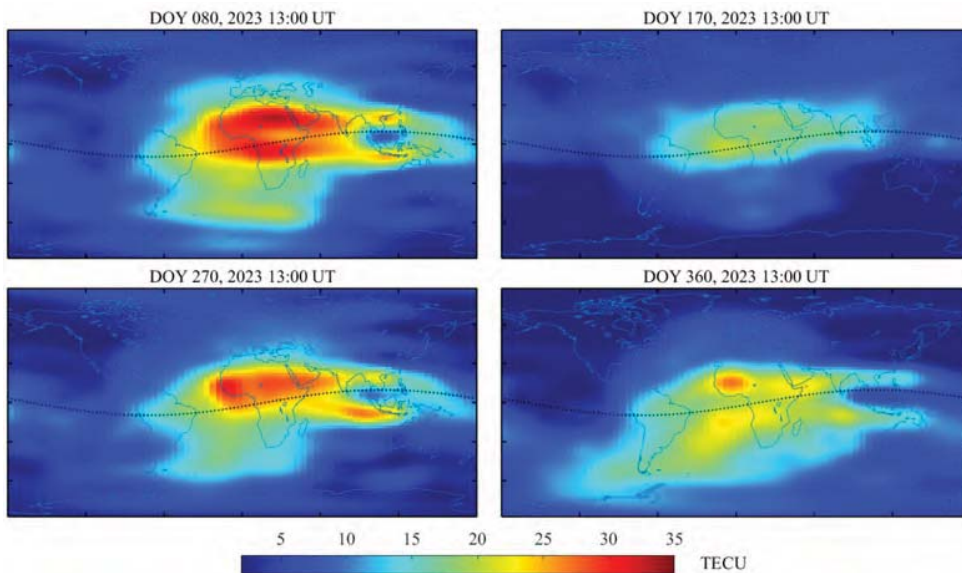 DOY 080, 2023 13:00 UT
DOY 170, 2023 13:00 UT
DOY 270, 2023 13:00 UT
DOY 360, 2023 13:00 UT
5 10 15 20 25 30 35 TECU